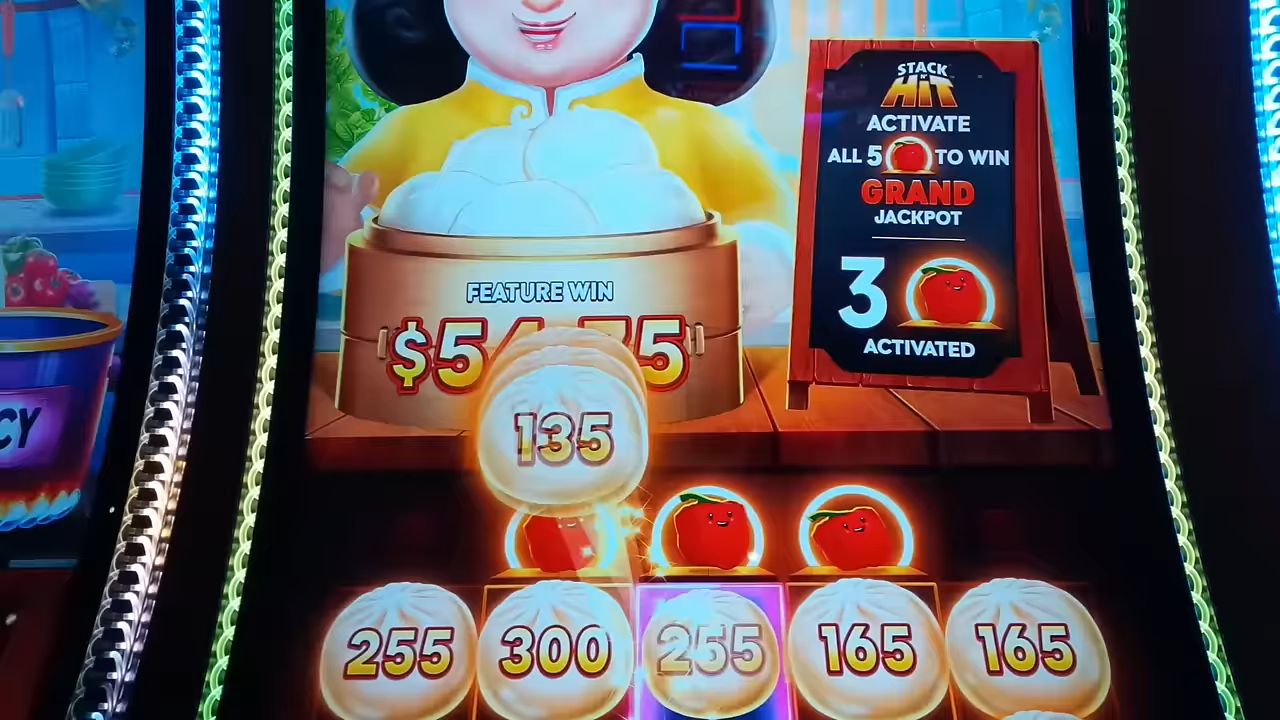 STACK
N'
HIT
ACTIVATE
ALL 5 TO WIN
GRAND
JACKPOT
3
ACTIVATED
FEATURE WIN
135
255 300 255 165 165
CY